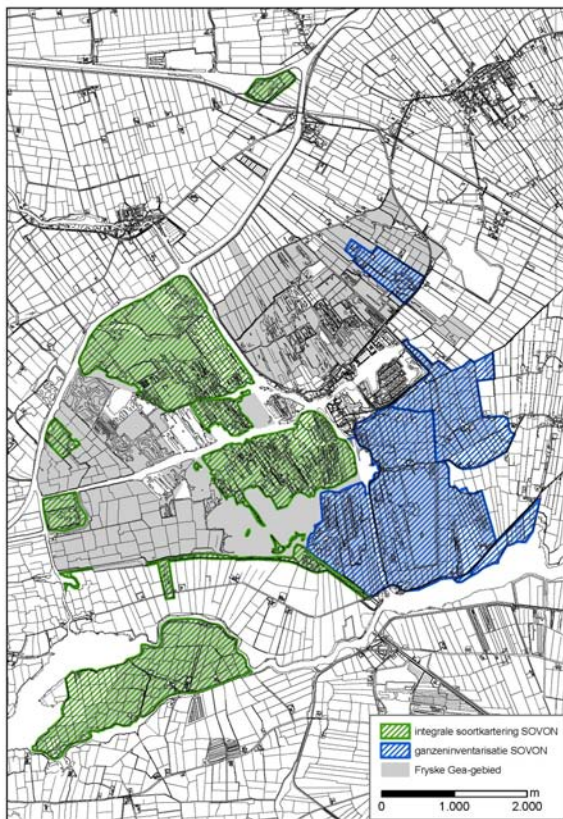 integrale soortkartering SOVON
ganzeninventarisatie SOVON
Fryske Gea-gebied
m
0 1.000 2.000